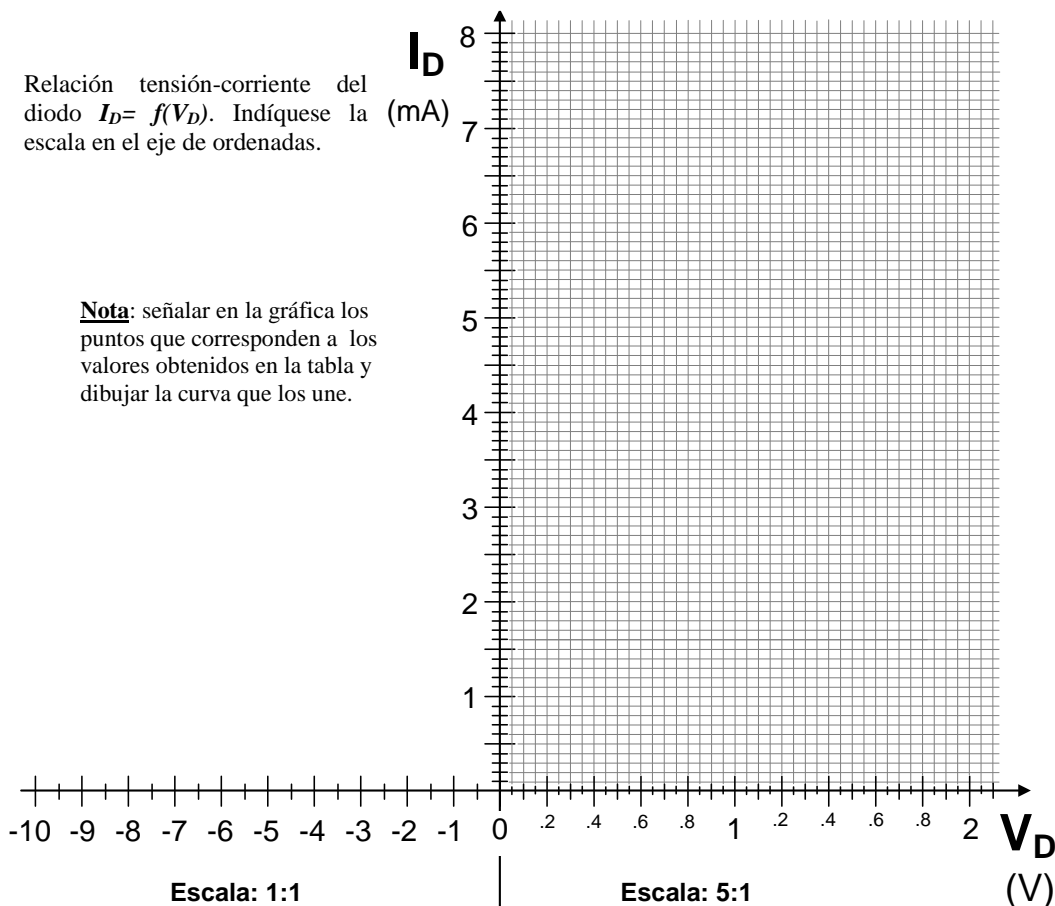 8
I_D
Relación tensión-corriente del
diodo I_D= f(V_D). Indíquese la
escala en el eje de ordenadas.
(mA)
7
6
Nota: señalar en la gráfica los
puntos que corresponden a los
valores obtenidos en la tabla y
dibujar la curva que los une.
5
4
3
2
1
-10 -9 -8 -7 -6 -5 -4 -3 -2 -1 0 .2 .4 .6 .8 1 .2 .4 .6 .8 2 V_D
Escala: 1:1 Escala: 5:1 (V)